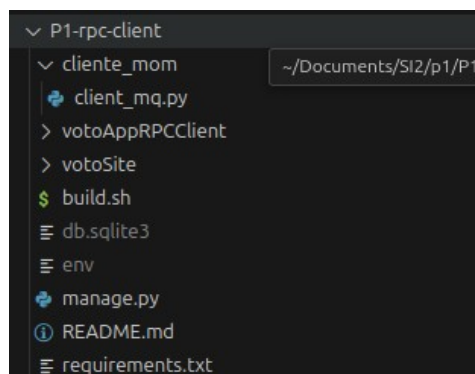 P1-rpc-client
cliente_mom
~/Documents/SI2/p1/P1
client_mq.py
votoAppRPCClient
votoSite
$ build.sh
db.sqlite3
env
manage.py
README.md
requirements.txt